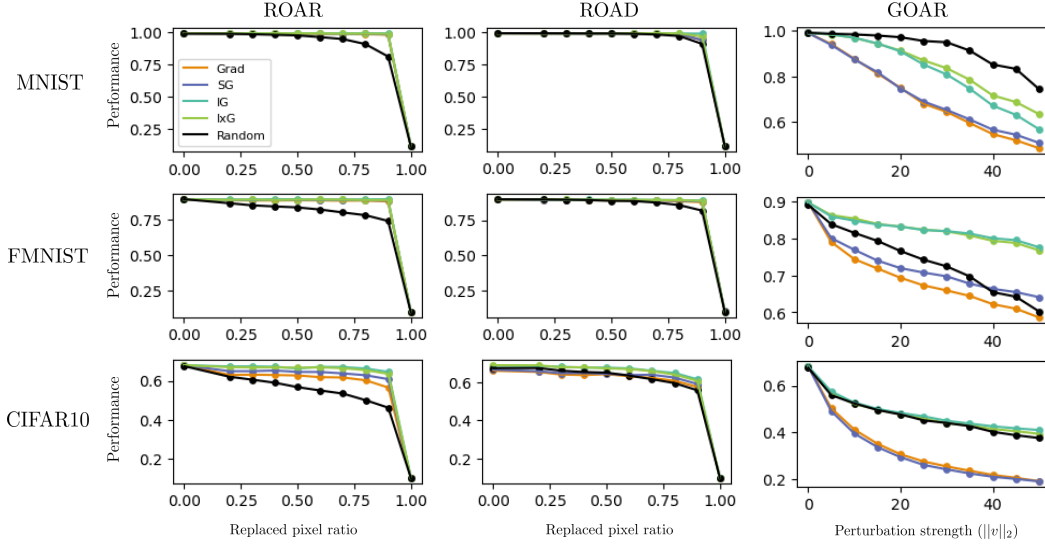 ROAR ROAD GOAR
MNIST
Performance
1.00
0.75
0.50
0.25
0.00 0.25 0.50 0.75 1.00
Grad
SG
IG
IxG
Random
1.00
0.75
0.50
0.25
0.00 0.25 0.50 0.75 1.00
1.0
0.8
0.6
0 20 40
FMNIST
Performance
0.75
0.50
0.25
0.00 0.25 0.50 0.75 1.00
0.75
0.50
0.25
0.00 0.25 0.50 0.75 1.00
0.9
0.8
0.7
0.6
0 20 40
CIFAR10
Performance
0.6
0.4
0.2
0.00 0.25 0.50 0.75 1.00
0.6
0.4
0.2
0.00 0.25 0.50 0.75 1.00
0.6
0.4
0.2
0 20 40
Replaced pixel ratio
Replaced pixel ratio
Perturbation strength (||v||₂)